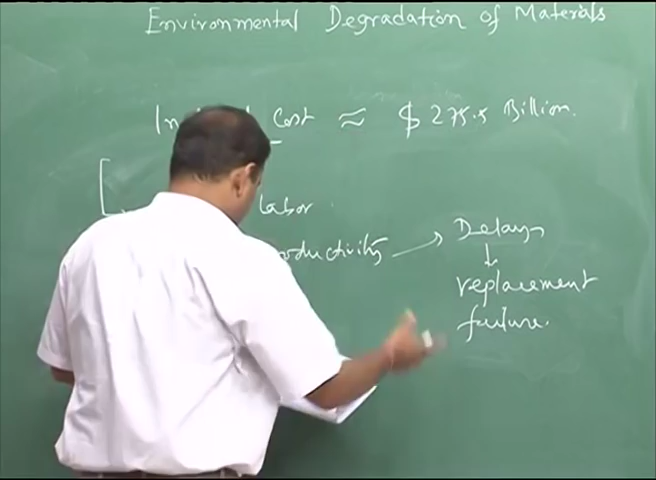 Environmental Degradation of Materials
Cost ≈ $ 275.5 Billion.
labor
oductivity → Delays
↓
replacement
failure.